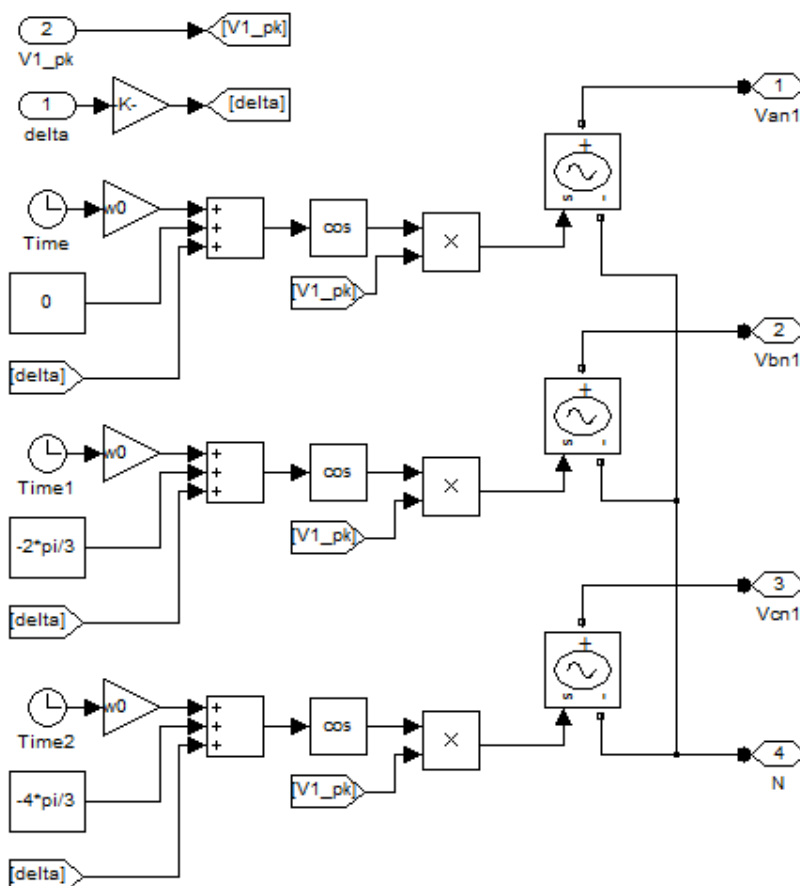 2
V1_pk
[V1_pk]
1
delta
-K-
[delta]
1
Van1
+
s
-
Time
w0
+
+
+
cos
×
[V1_pk]
0
[delta]
2
Vbn1
+
s
-
Time1
w0
+
+
+
cos
×
[V1_pk]
-2*pi/3
[delta]
3
Vcn1
+
s
-
Time2
w0
+
+
+
cos
×
[V1_pk]
4
N
-4*pi/3
[delta]